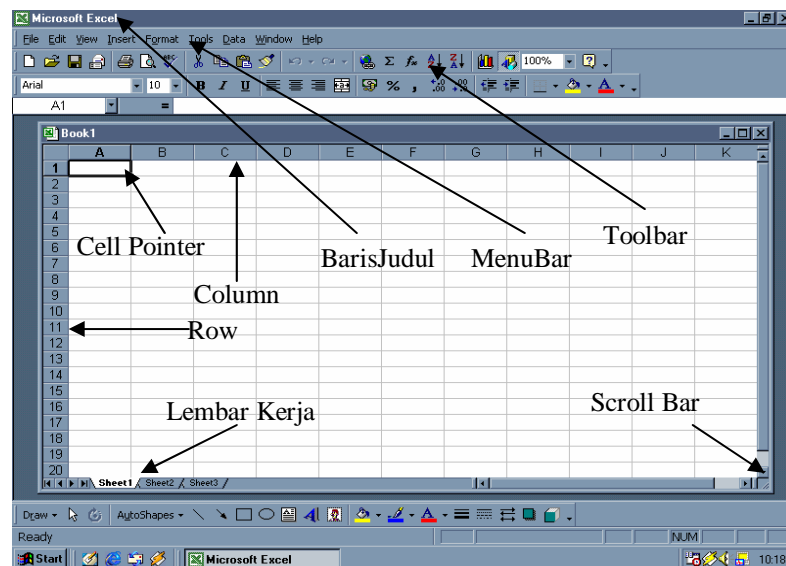 Microsoft Excel
File Edit View Insert Format Tools Data Window Help
100%
Arial 10 B I U % ,
A1 =
Book1
A B C D E F G H I J K
1
2
3
4
5
6
7
8
9
10
11
12
13
14
15
16
17
18
19
20
Cell Pointer
BarisJudul
MenuBar
Toolbar
Column
Row
Lembar Kerja
Scroll Bar
Sheet1 Sheet2 Sheet3
Draw AutoShapes
Ready NUM
Start Microsoft Excel 10:18